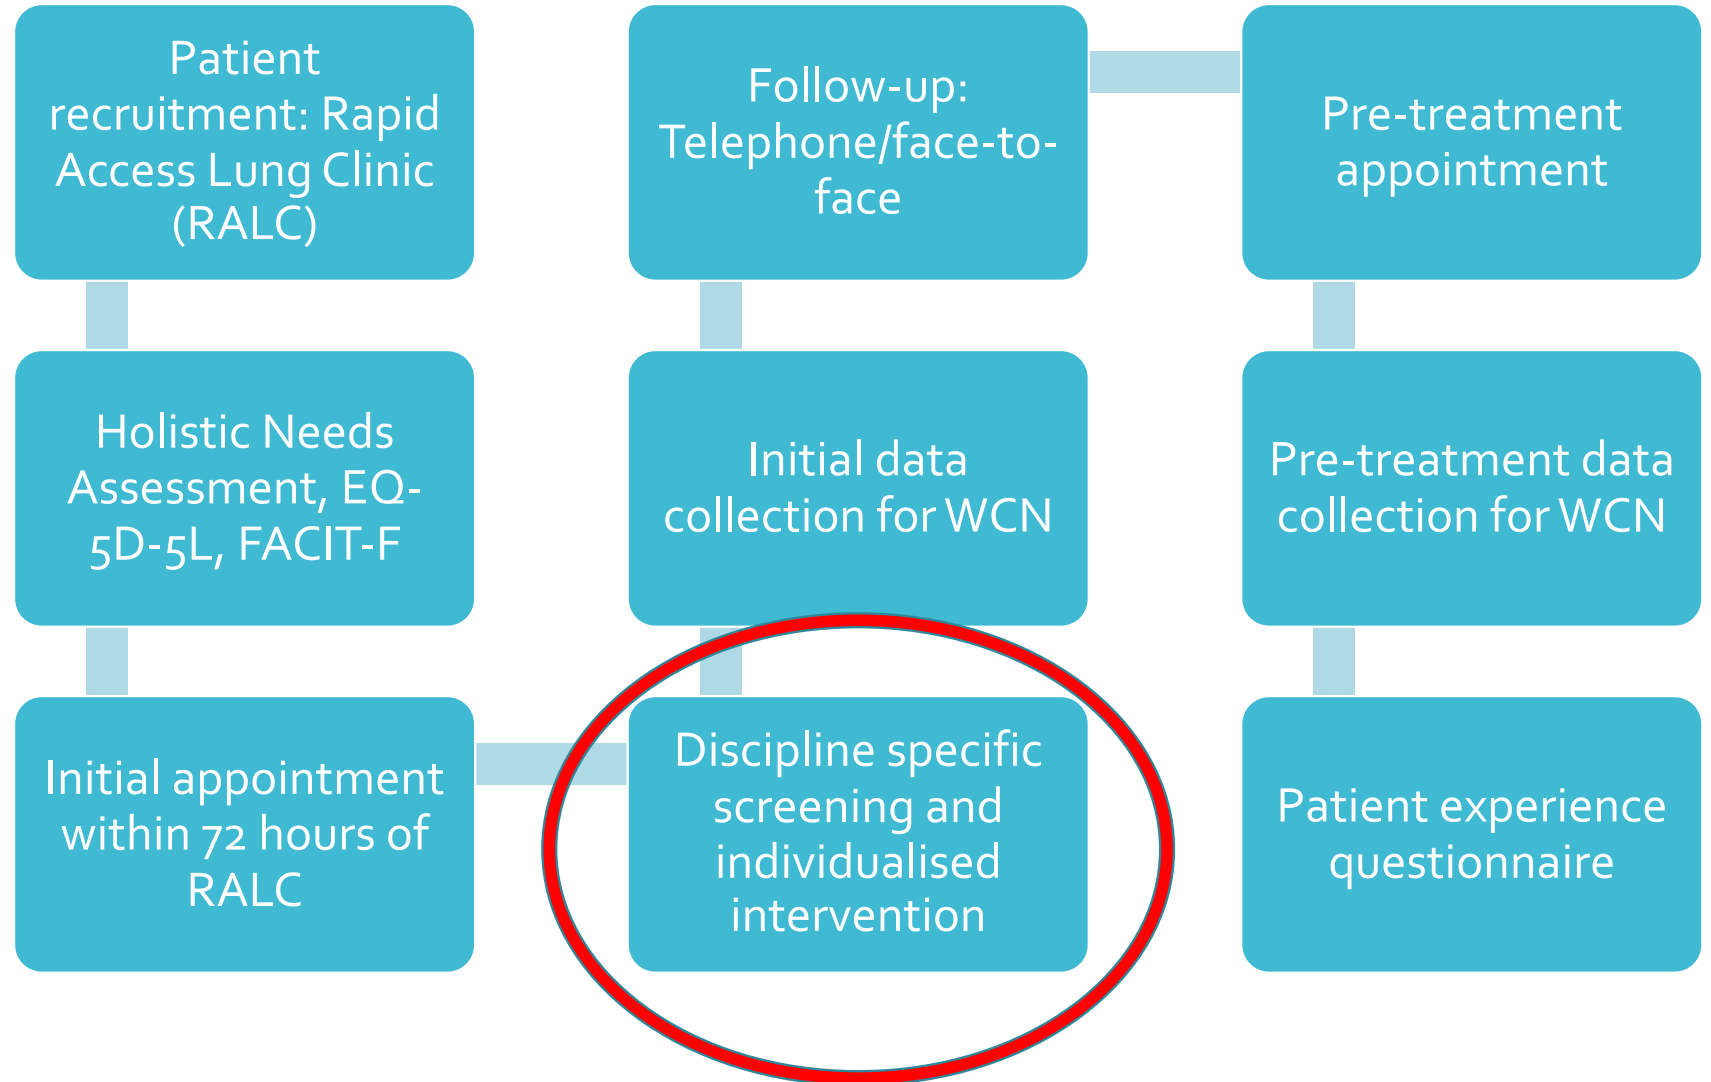 Patient
recruitment: Rapid
Access Lung Clinic
(RALC)
Holistic Needs
Assessment, EQ-
5D-5L, FACIT-F
Initial appointment
within 72 hours of
RALC
Discipline specific
screening and
individualised
intervention
Initial data
collection for WCN
Follow-up:
Telephone/face-to-
face
Pre-treatment
appointment
Pre-treatment data
collection for WCN
Patient experience
questionnaire